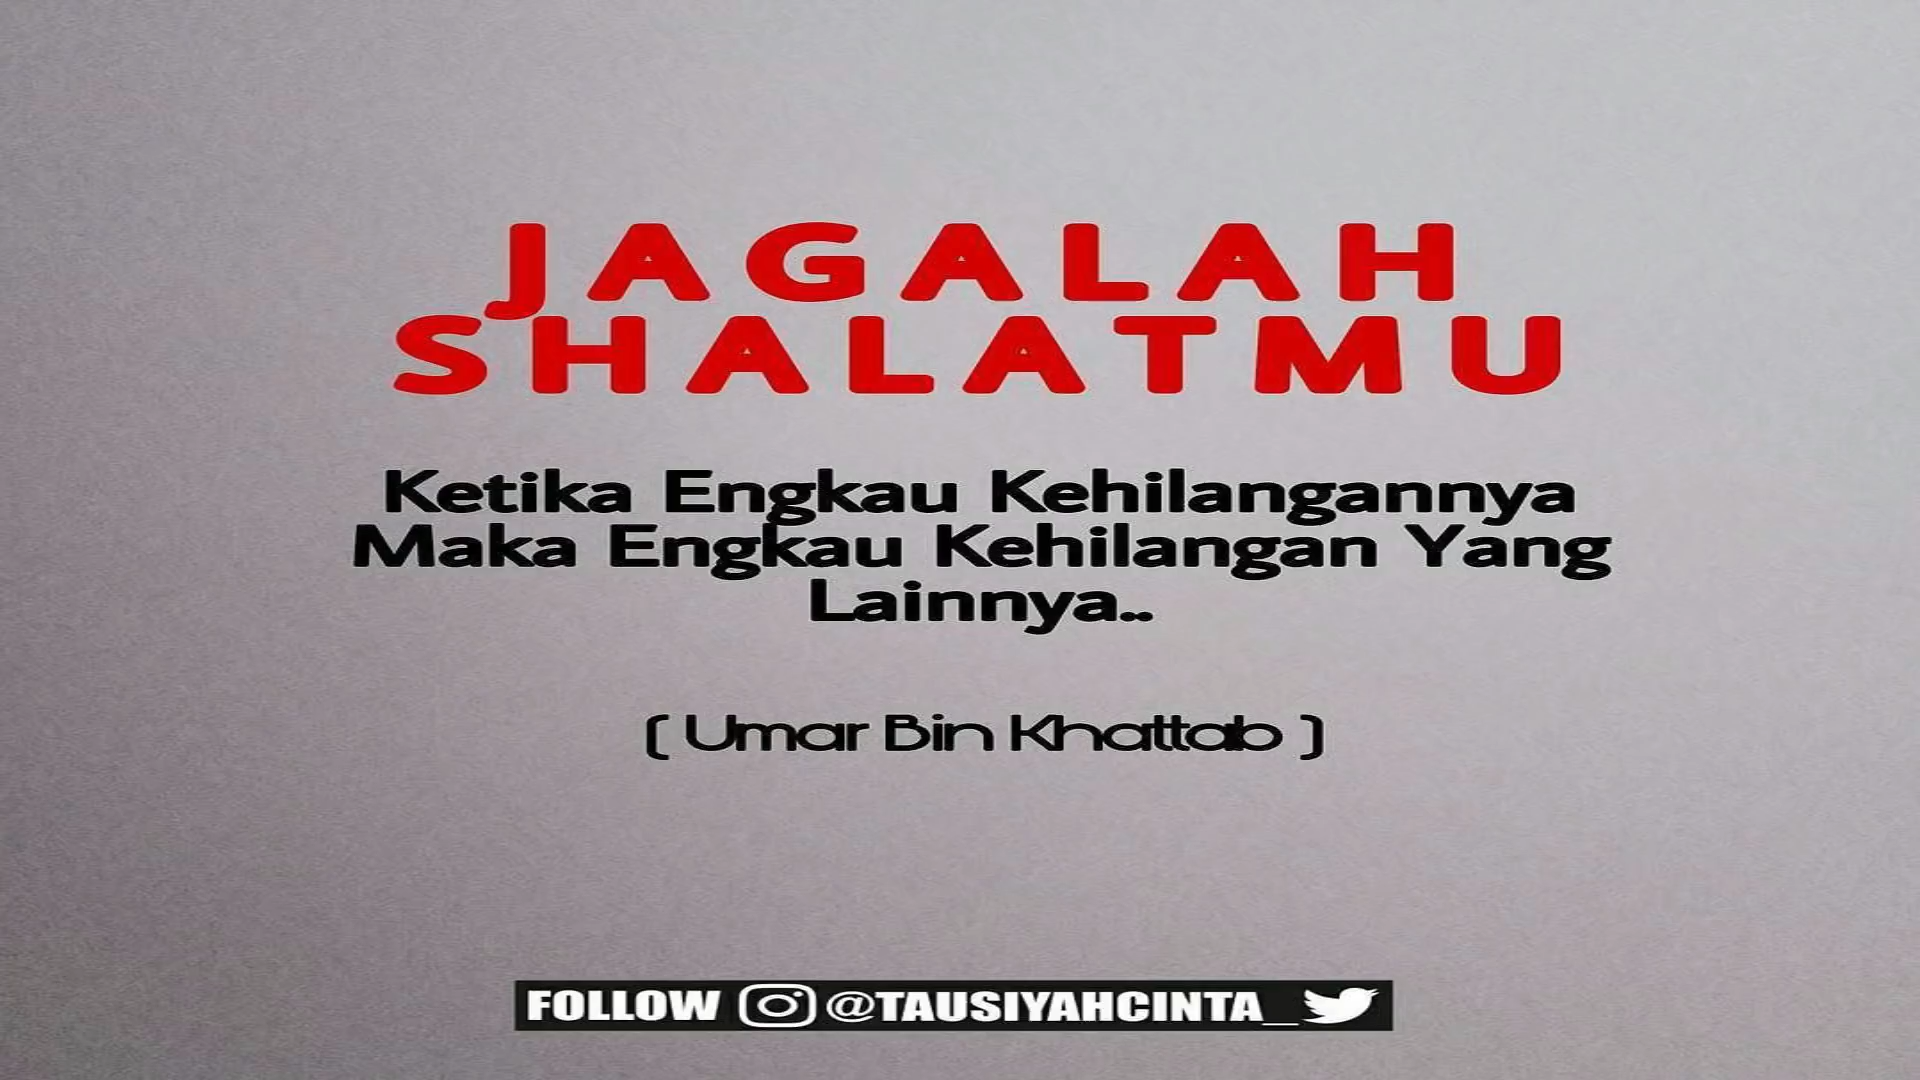 JAGALAH
SHALATMU
Ketika Engkau Kehilangannya
Maka Engkau Kehilangan Yang
Lainnya..
( Umar Bin Khattab )
FOLLOW @TAUSIYAHCINTA_